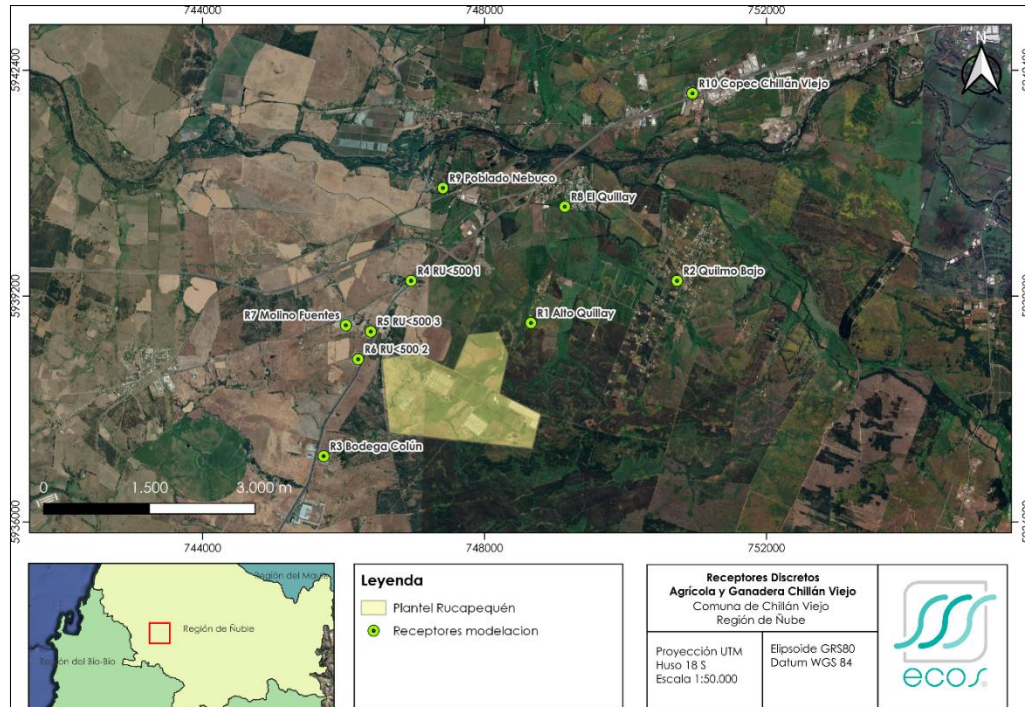 744000
748000
752000
5942400
5942400
N
R10 Copec Chillán Viejo
R9 Poblado Nebuco
R8 El Quillay
R4 RU<500 1
R2 Quilmo Bajo
5939200
5939200
R7 Molino Fuentes
R5 RU<500 3
R1 Alto Quillay
R6 RU<500 2
R3 Bodega Colún
0
1.500
3.000 m
5936000
744000
748000
752000
Región del Maule
Región de Ñuble
Región del Bío-Bío
Leyenda
Plantel Rucapequén
Receptores modelacion
Receptores Discretos
Agrícola y Ganadera Chillán Viejo
Comuna de Chillán Viejo
Región de Ñube
Proyección UTM
Huso 18 S
Escala 1:50.000
Elipsoide GRS80
Datum WGS 84
ecos